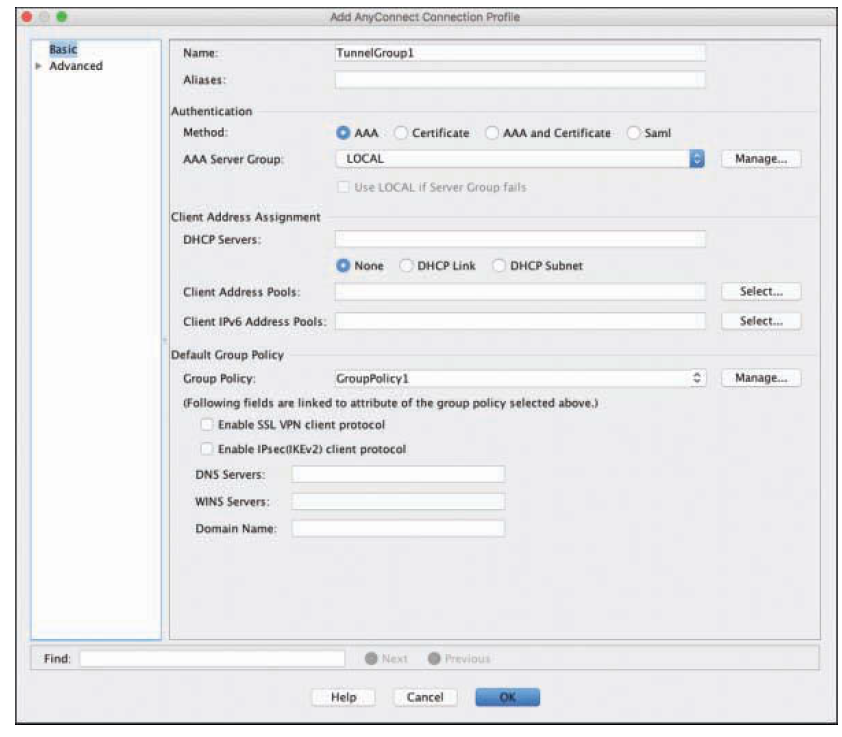 Add AnyConnect Connection Profile
Basic
Advanced
Name: TunnelGroup1
Aliases:
Authentication
Method: AAA Certificate AAA and Certificate Saml
AAA Server Group: LOCAL Manage...
Use LOCAL if Server Group fails
Client Address Assignment
DHCP Servers:
None DHCP Link DHCP Subnet
Client Address Pools: Select...
Client IPv6 Address Pools: Select...
Default Group Policy
Group Policy: GroupPolicy1 Manage...
(Following fields are linked to attribute of the group policy selected above.)
Enable SSL VPN client protocol
Enable IPsec(IKEv2) client protocol
DNS Servers:
WINS Servers:
Domain Name:
Find: Next Previous
Help Cancel OK